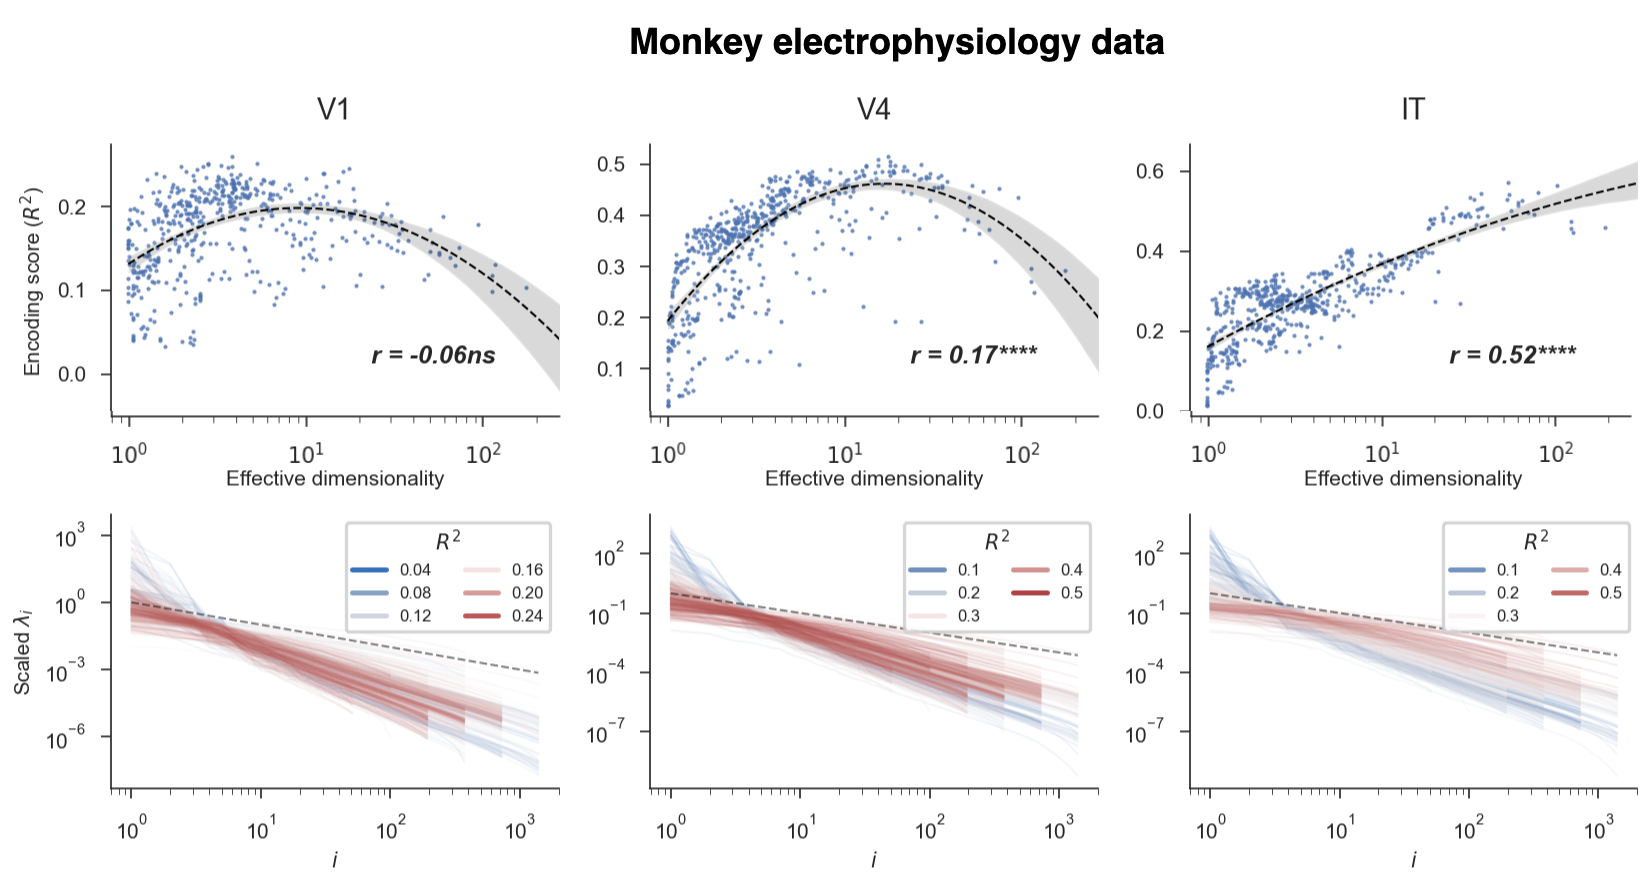 Monkey electrophysiology data
V1
V4
IT
Encoding score (R²)
0.2
0.1
0.0
r = -0.06ns
10⁰ 10¹ 10²
Effective dimensionality
0.5
0.4
0.3
0.2
0.1
r = 0.17****
10⁰ 10¹ 10²
Effective dimensionality
0.6
0.4
0.2
0.0
r = 0.52****
10⁰ 10¹ 10²
Effective dimensionality
Scaled λᵢ
10³
10⁰
10⁻³
10⁻⁶
R²
0.04 0.16
0.08 0.20
0.12 0.24
10⁰ 10¹ 10² 10³
i
10²
10⁻¹
10⁻⁴
10⁻⁷
R²
0.1 0.4
0.2 0.5
0.3
10⁰ 10¹ 10² 10³
i
10²
10⁻¹
10⁻⁴
10⁻⁷
R²
0.1 0.4
0.2 0.5
0.3
10⁰ 10¹ 10² 10³
i